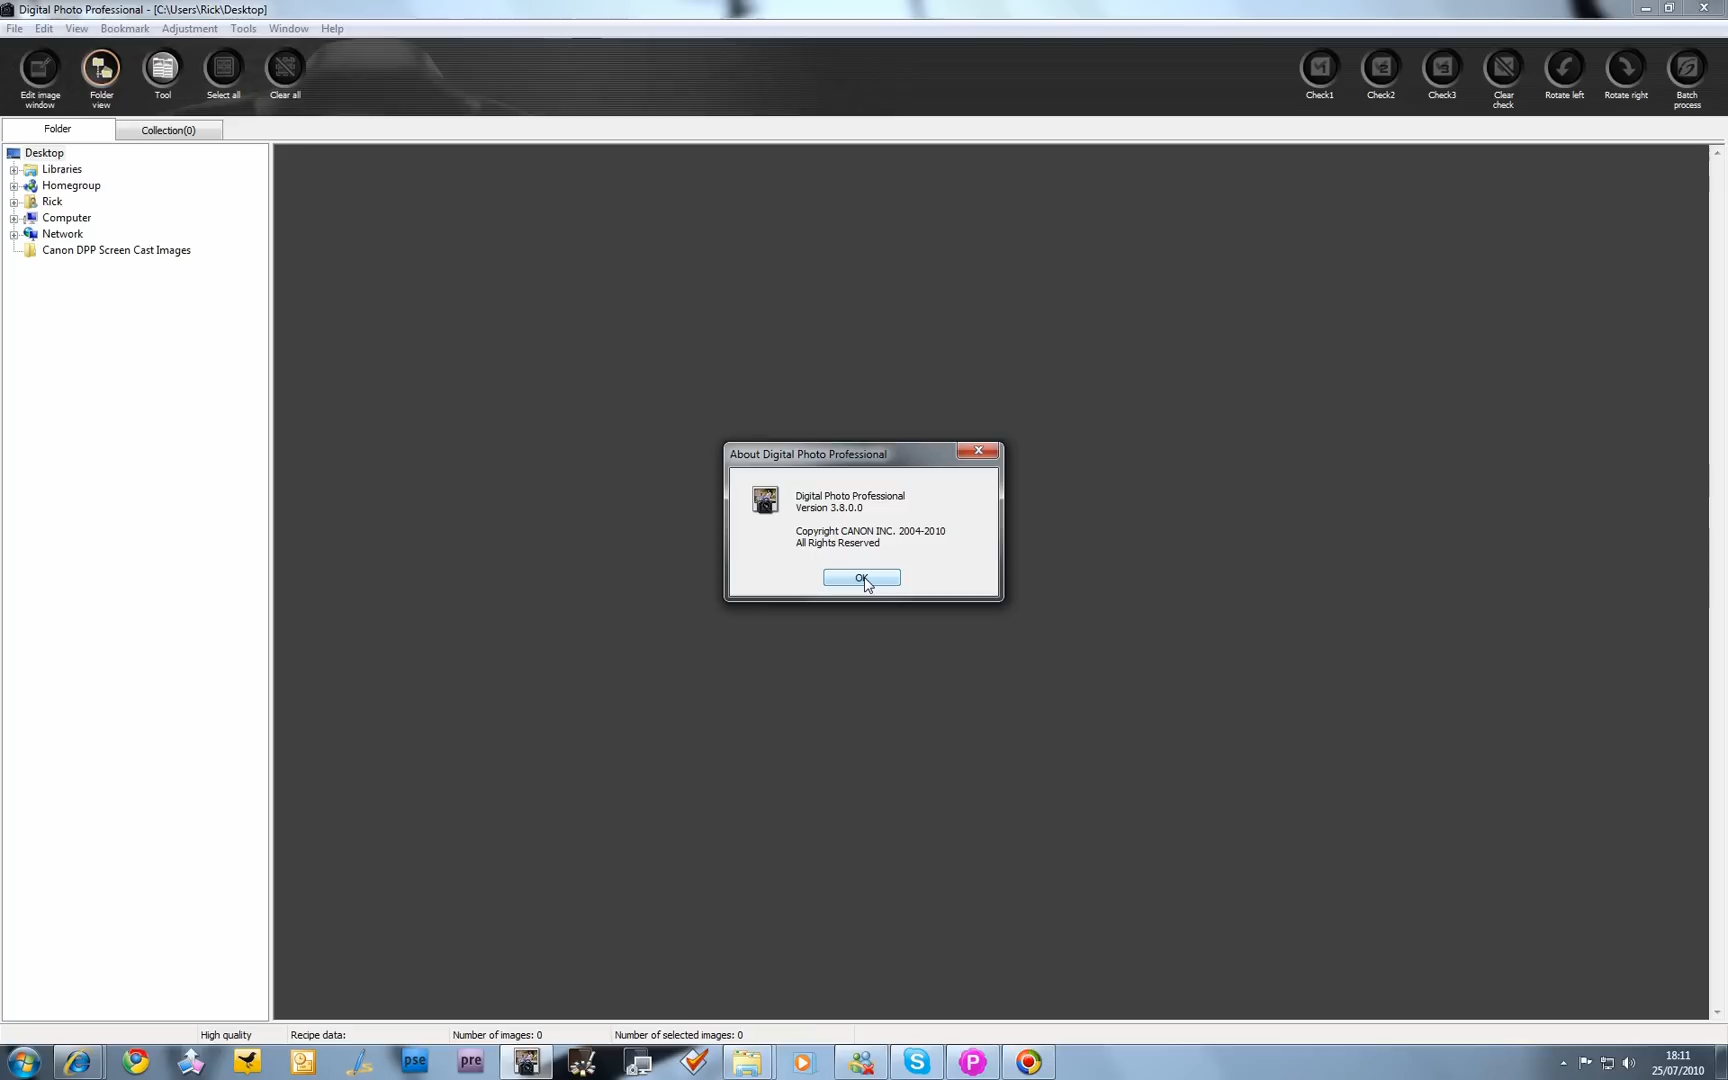 Digital Photo Professional - [C:\Users\Rick\Desktop]
File Edit View Bookmark Adjustment Tools Window Help
Edit image window
Folder view
Tool
Select all
Clear all
Check1
Check2
Check3
Clear check
Rotate left
Rotate right
Batch process
Folder
Collection(0)
Desktop
Libraries
Homegroup
Rick
Computer
Network
Canon DPP Screen Cast Images
About Digital Photo Professional
Digital Photo Professional
Version 3.8.0.0
Copyright CANON INC. 2004-2010
All Rights Reserved
OK
High quality
Recipe data:
Number of images: 0
Number of selected images: 0
pse
pre
18:11
25/07/2010